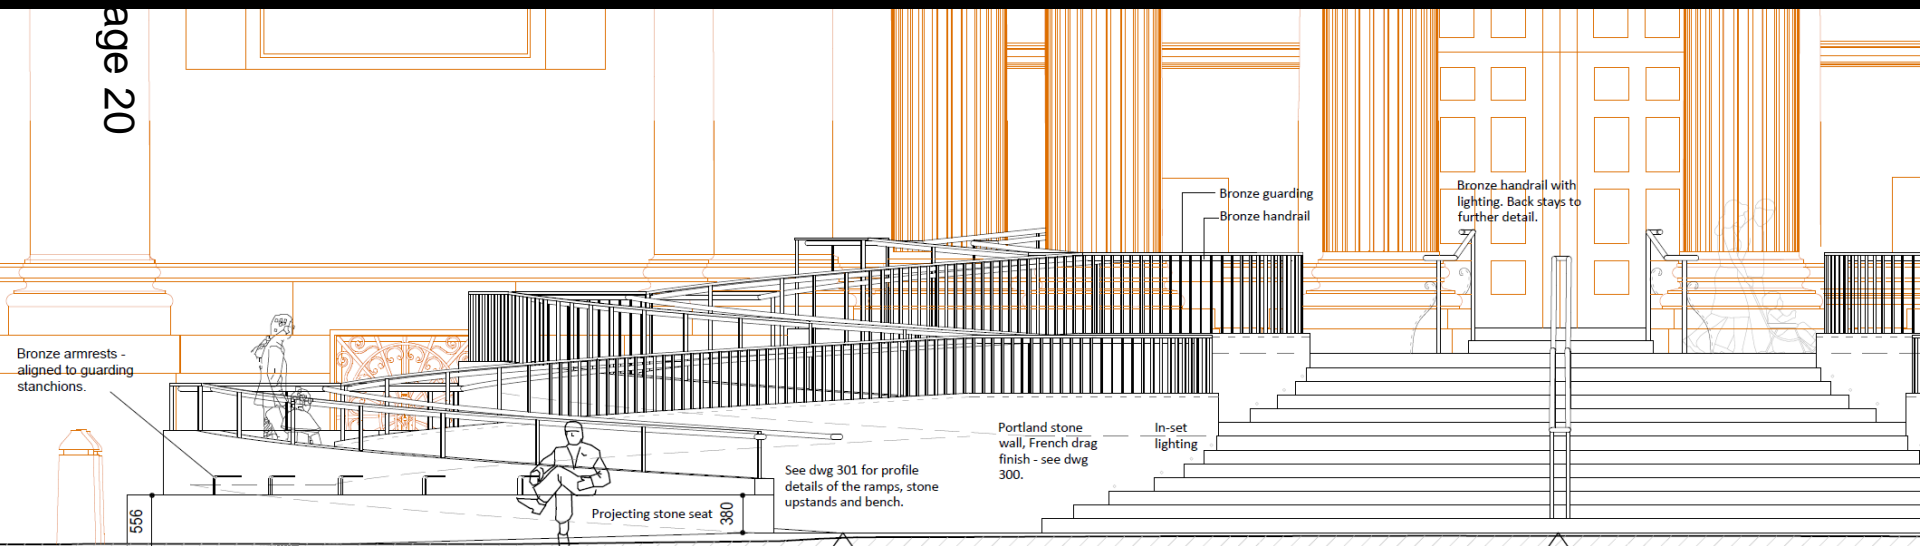 age 20
Bronze guarding
Bronze handrail
Bronze handrail with
lighting. Back stays to
further detail.
Bronze armrests -
aligned to guarding
stanchions.
Portland stone
wall, French drag
finish - see dwg
300.
In-set
lighting
See dwg 301 for profile
details of the ramps, stone
upstands and bench.
Projecting stone seat
380
556